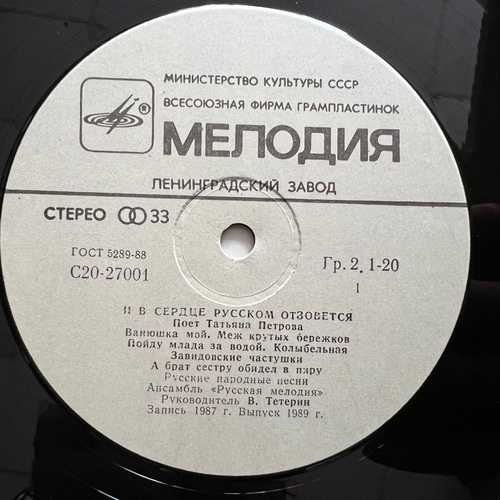 МИНИСТЕРСТВО КУЛЬТУРЫ СССР
ВСЕСОЮЗНАЯ ФИРМА ГРАМПЛАСТИНОК
®
МЕЛОДИЯ
ЛЕНИНГРАДСКИЙ ЗАВОД
СТЕРЕО 33
ГОСТ 5289-88
С20-27001
Гр. 2. 1-20
1
И В СЕРДЦЕ РУССКОМ ОТЗОВЕТСЯ
Поет Татьяна Петрова
Ванюшка мой. Меж крутых бережков
Пойду млада за водой. Колыбельная
Завидовские частушки
А брат сестру обидел в пиру
Русские народные песни
Ансамбль «Русская мелодия»
Руководитель В. Тетерин
Запись 1987 г. Выпуск 1989 г.